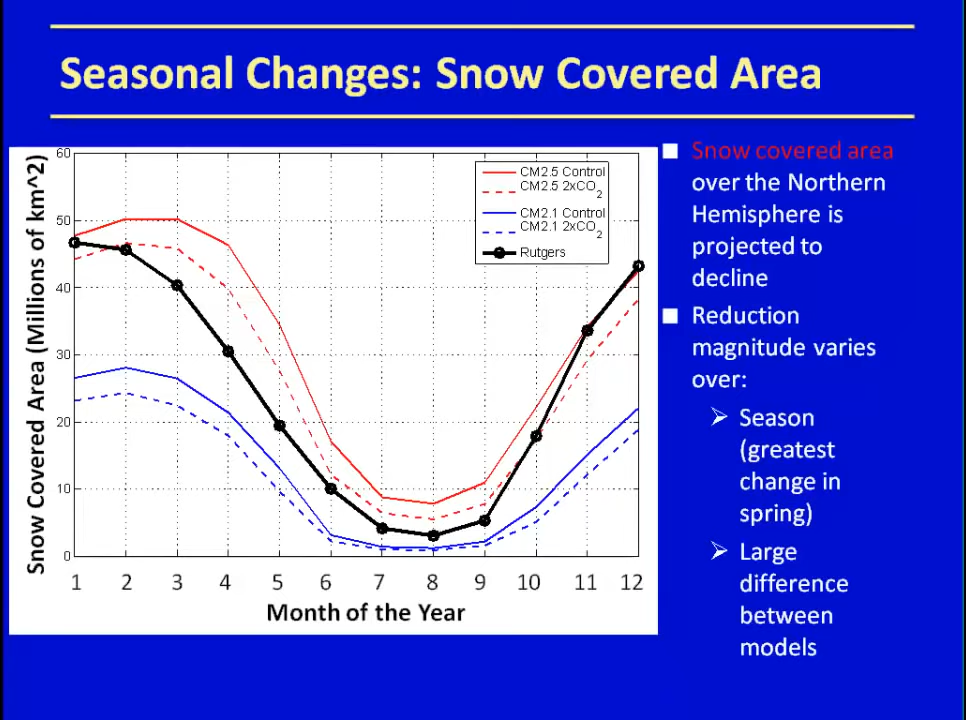 Seasonal Changes: Snow Covered Area
Snow Covered Area (Millions of km^2)
60
50
40
30
20
10
0
1 2 3 4 5 6 7 8 9 10 11 12
Month of the Year
CM2.5 Control
CM2.5 2xCO2
CM2.1 Control
CM2.1 2xCO2
Rutgers
Snow covered area
over the Northern
Hemisphere is
projected to
decline
Reduction
magnitude varies
over:
Season
(greatest
change in
spring)
Large
difference
between
models